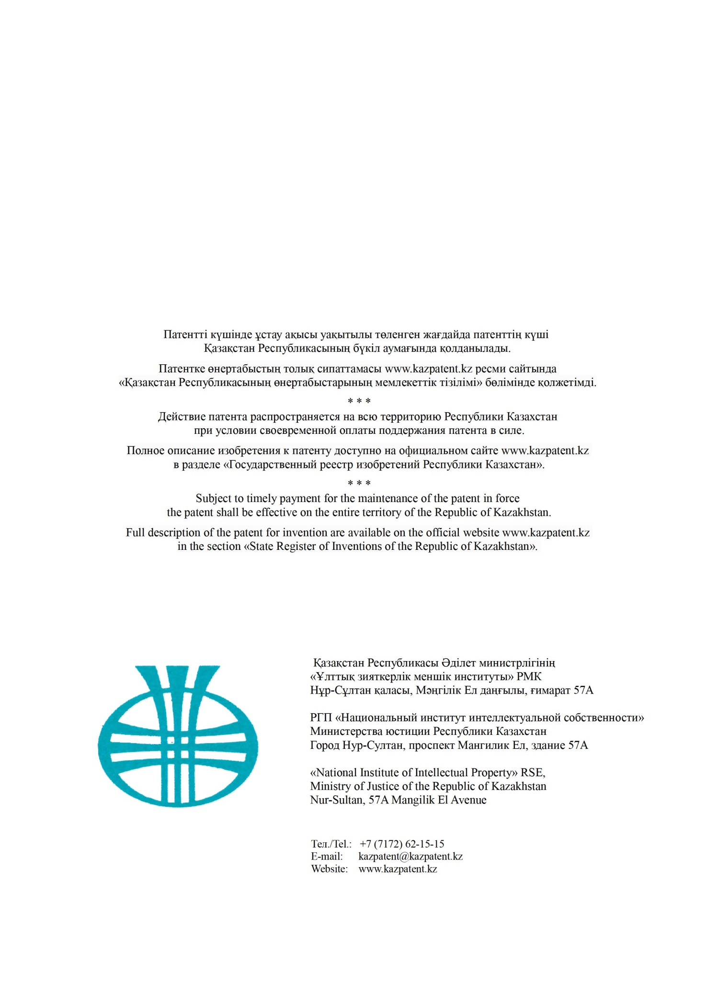 Патентті күшінде ұстау ақысы уақытылы төленген жағдайда патенттің күші
Қазақстан Республикасының бүкіл аумағында қолданылады.
Патентке өнертабыстың толық сипаттамасы www.kazpatent.kz ресми сайтында
«Қазақстан Республикасының өнертабыстарының мемлекеттік тізілімі» бөлімінде қолжетімді.
* * *
Действие патента распространяется на всю территорию Республики Казахстан
при условии своевременной оплаты поддержания патента в силе.
Полное описание изобретения к патенту доступно на официальном сайте www.kazpatent.kz
в разделе «Государственный реестр изобретений Республики Казахстан».
* * *
Subject to timely payment for the maintenance of the patent in force
the patent shall be effective on the entire territory of the Republic of Kazakhstan.
Full description of the patent for invention are available on the official website www.kazpatent.kz
in the section «State Register of Inventions of the Republic of Kazakhstan».
Қазақстан Республикасы Әділет министрлігінің
«Ұлттық зияткерлік меншік институты» РМК
Нұр-Сұлтан қаласы, Мәңгілік Ел даңғылы, ғимарат 57А
РГП «Национальный институт интеллектуальной собственности»
Министерства юстиции Республики Казахстан
Город Нур-Султан, проспект Мангилик Ел, здание 57А
«National Institute of Intellectual Property» RSE,
Ministry of Justice of the Republic of Kazakhstan
Nur-Sultan, 57A Mangilik El Avenue
Тел./Tel.: +7 (7172) 62-15-15
E-mail: kazpatent@kazpatent.kz
Website: www.kazpatent.kz